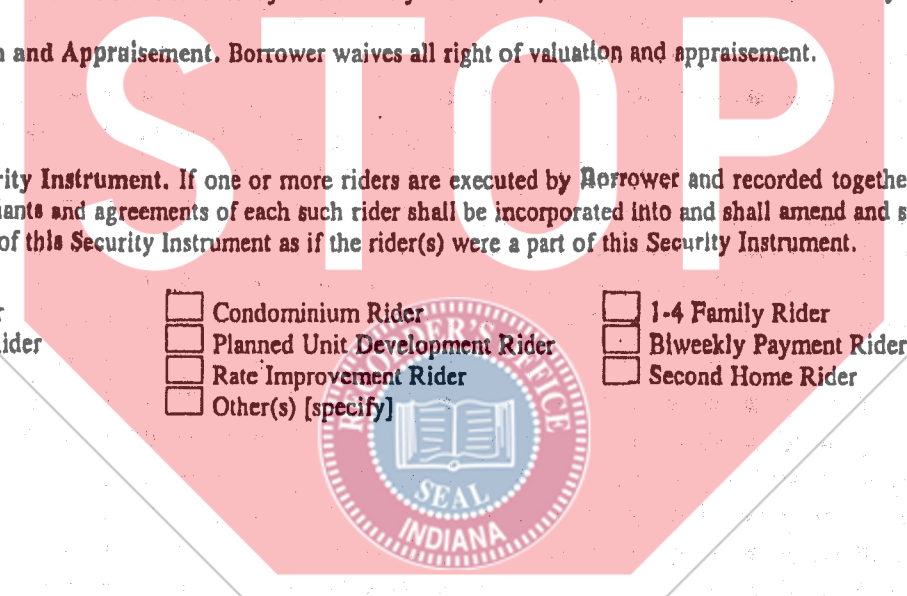 and Appraisement. Borrower waives all right of valuation and appraisement.
STOP
Instrument. If one or more riders are executed by Borrower and recorded
and agreements of each such rider shall be incorporated into and shall amend and
of this Security Instrument as if the rider(s) were a part of this Security Instrument.
Condominium Rider
1-4 Family Rider
Planned Unit Development Rider
Biweekly Payment Rider
Rate Improvement Rider
Second Home Rider
Other(s) [specify]
RECORDER'S OFFICE
SEAL
INDIANA